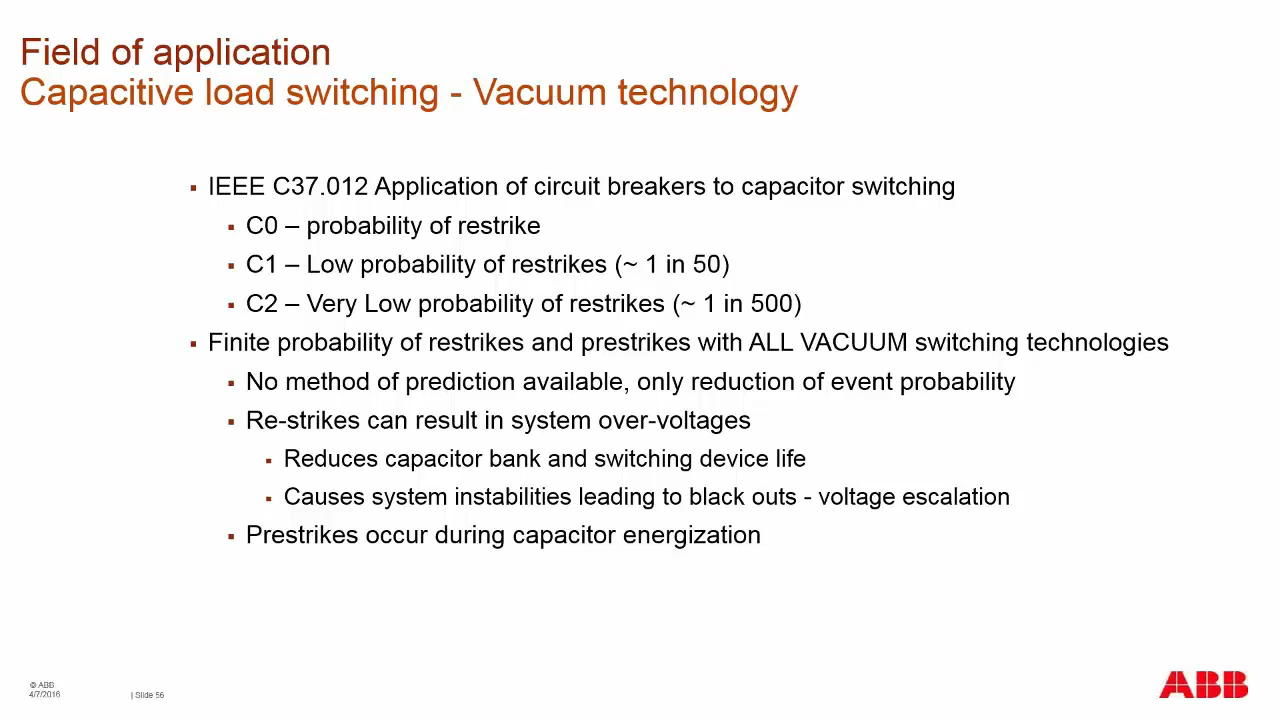 Field of application
Capacitive load switching - Vacuum technology
▪ IEEE C37.012 Application of circuit breakers to capacitor switching
▪ C0 – probability of restrike
▪ C1 – Low probability of restrikes (~ 1 in 50)
▪ C2 – Very Low probability of restrikes (~ 1 in 500)
▪ Finite probability of restrikes and prestrikes with ALL VACUUM switching technologies
▪ No method of prediction available, only reduction of event probability
▪ Re-strikes can result in system over-voltages
▪ Reduces capacitor bank and switching device life
▪ Causes system instabilities leading to black outs - voltage escalation
▪ Prestrikes occur during capacitor energization
© ABB
4/7/2016
| Slide 56
ABB